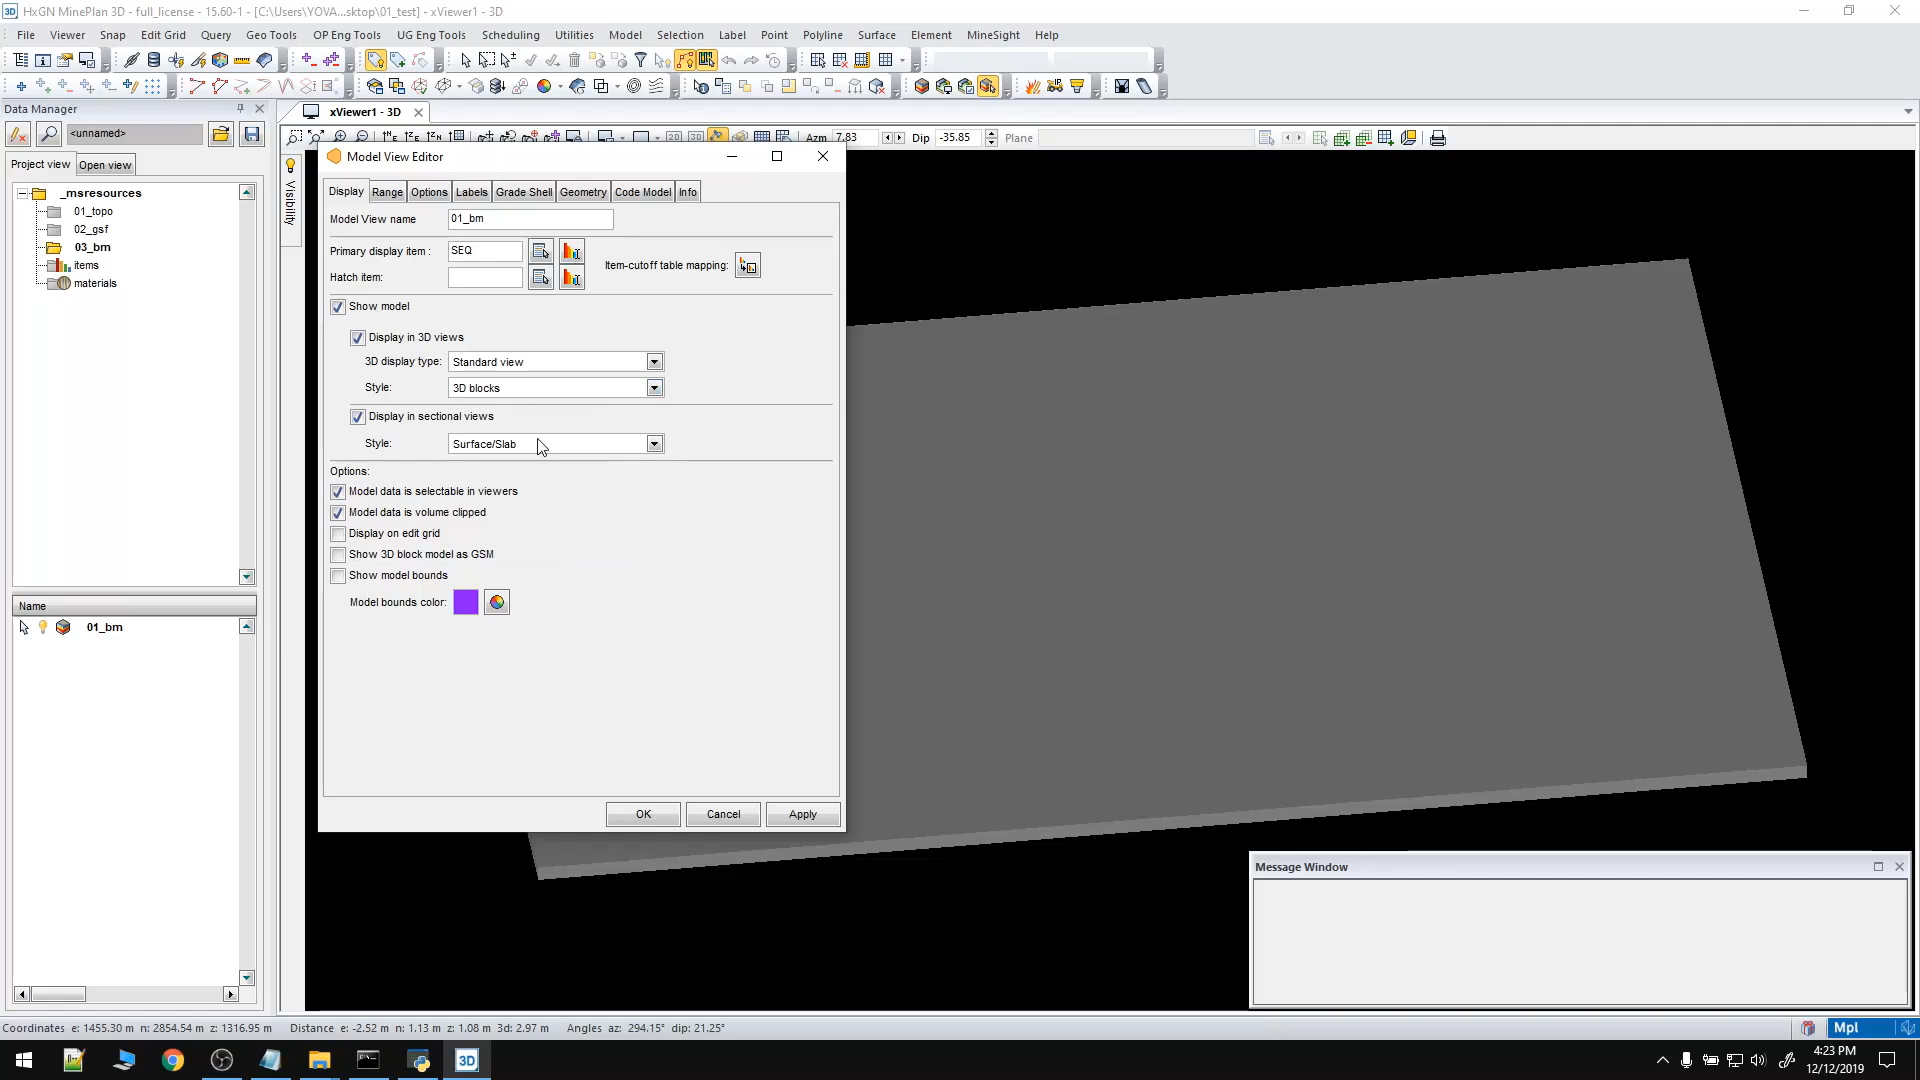 HxGN MinePlan 3D - full_license - 15.60-1 - [C:\Users\YOVA...sktop\01_test] - xViewer1 - 3D
File Viewer Snap Edit Grid Query Geo Tools OP Eng Tools UG Eng Tools Scheduling Utilities Model Selection Label Point Polyline Surface Element MineSight Help
Data Manager
xViewer1 - 3D
<unnamed>
Azm 7.83 Dip -35.85 Plane
Project view Open view
Visibility
_msresources
01_topo
02_gsf
03_bm
items
materials
Name
01_bm
Model View Editor
Display Range Options Labels Grade Shell Geometry Code Model Info
Model View name 01_bm
Primary display item : SEQ
Item-cutoff table mapping:
Hatch item:
Show model
Display in 3D views
3D display type: Standard view
Style: 3D blocks
Display in sectional views
Style: Surface/Slab
Options:
Model data is selectable in viewers
Model data is volume clipped
Display on edit grid
Show 3D block model as GSM
Show model bounds
Model bounds color:
OK Cancel Apply
Message Window
Coordinates e: 1455.30 m n: 2854.54 m z: 1316.95 m Distance e: -2.52 m n: 1.13 m z: 1.08 m 3d: 2.97 m Angles az: 294.15° dip: 21.25°
Mpl
3D
4:23 PM
12/12/2019